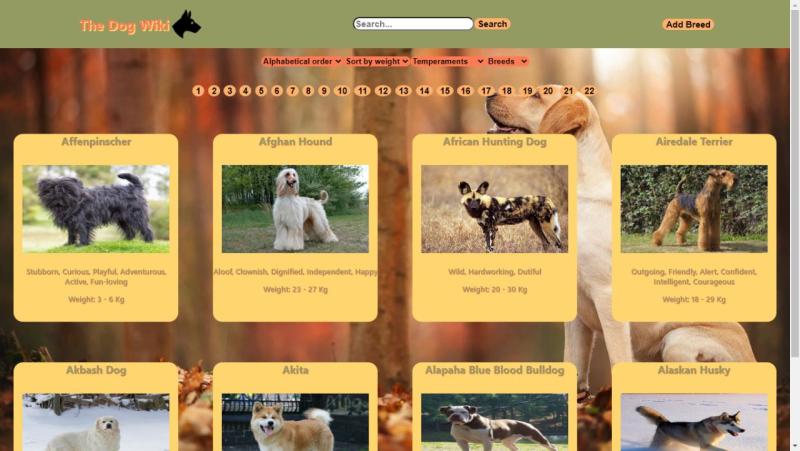 The Dog Wiki
Search...
Search
Add Breed
Alphabetical order Sort by weight Temperaments Breeds
1 2 3 4 5 6 7 8 9 10 11 12 13 14 15 16 17 18 19 20 21 22
Affenpinscher
Stubborn, Curious, Playful, Adventurous,
Active, Fun-loving
Weight: 3 - 6 Kg
Afghan Hound
Aloof, Clownish, Dignified, Independent, Happy
Weight: 23 - 27 Kg
African Hunting Dog
Wild, Hardworking, Dutiful
Weight: 20 - 30 Kg
Airedale Terrier
Outgoing, Friendly, Alert, Confident,
Intelligent, Courageous
Weight: 18 - 29 Kg
Akbash Dog
Akita
Alapaha Blue Blood Bulldog
Alaskan Husky